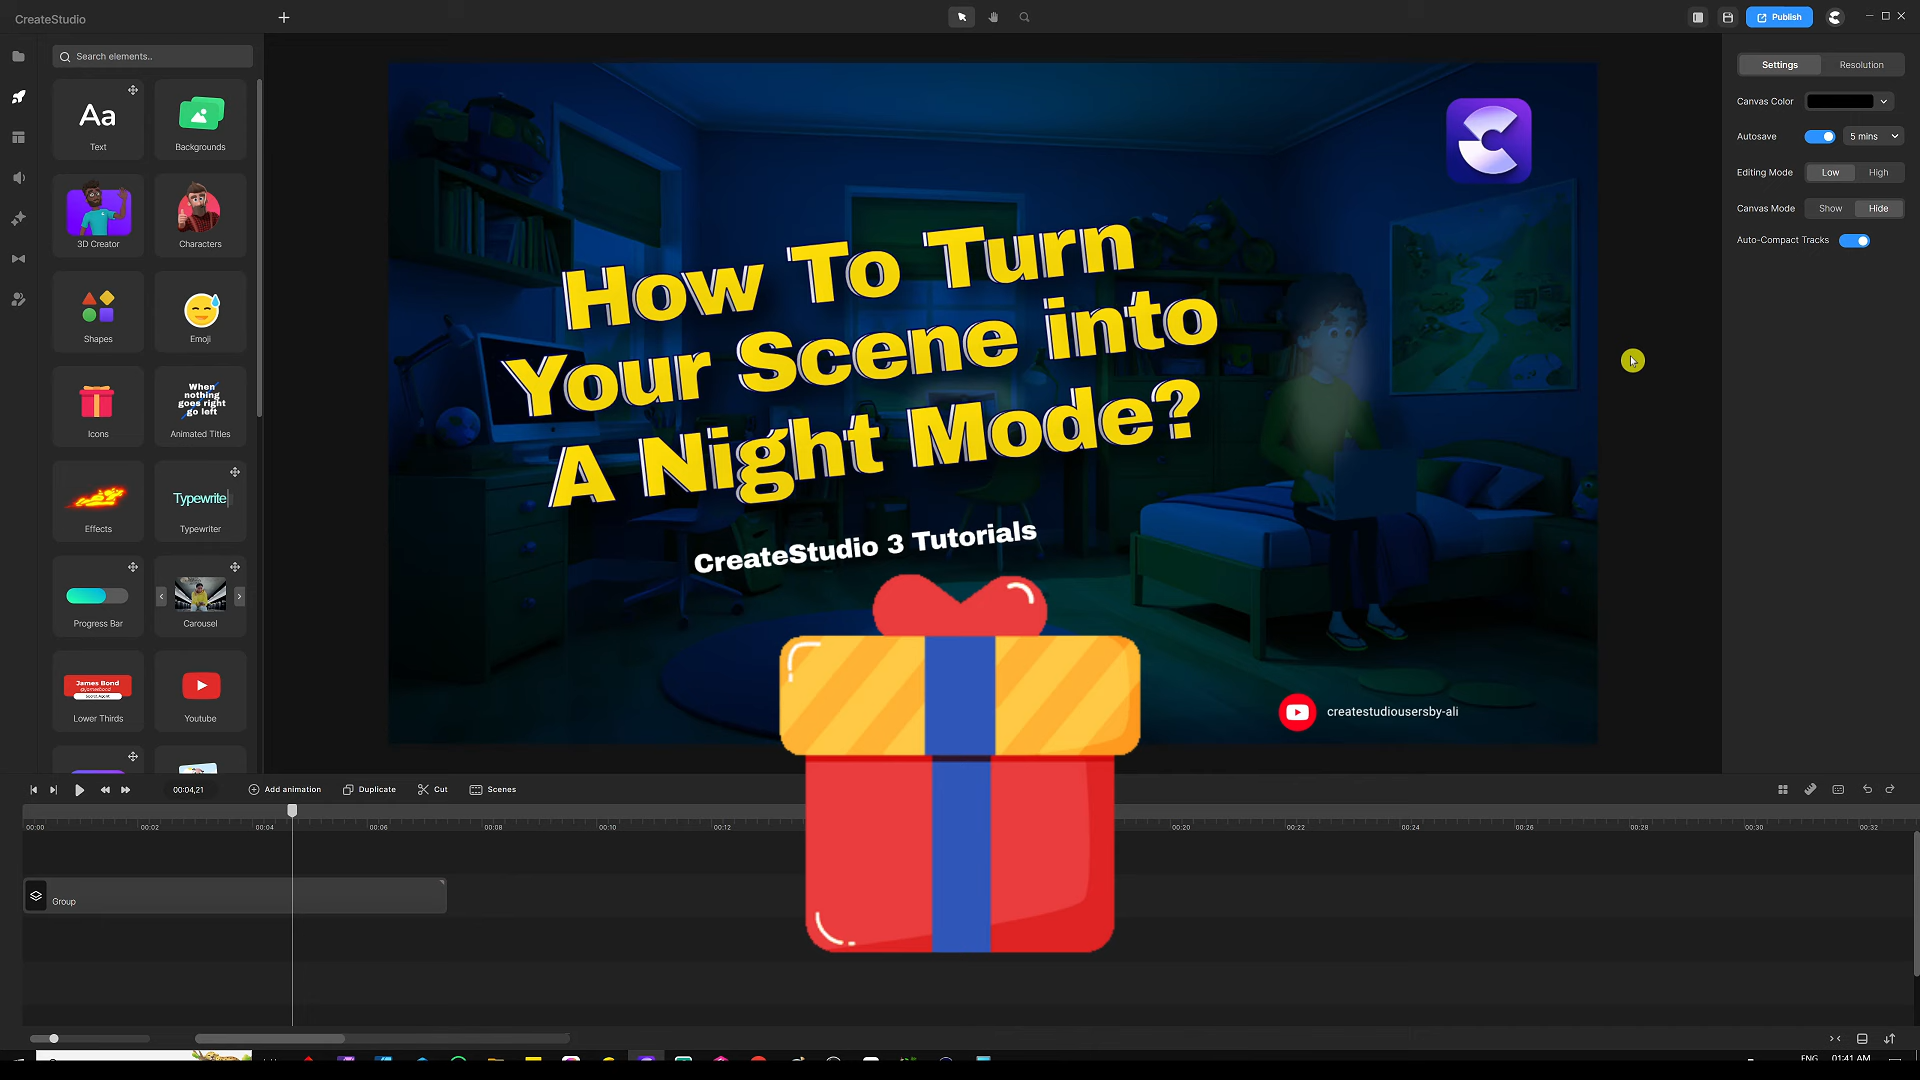 CreateStudio
Publish
Search elements..
Text
Aa
Backgrounds
3D Creator
Characters
Shapes
Emoji
Icons
When
nothing
goes right
go left
Animated Titles
Effects
Typewrite
Typewriter
Progress Bar
Carousel
James Bond
Lower Thirds
Youtube
How To Turn
Your Scene into
A Night Mode?
CreateStudio 3 Tutorials
createstudiousersby-ali
Settings
Resolution
Canvas Color
Autosave
5 mins
Editing Mode
Low
High
Canvas Mode
Show
Hide
Auto-Compact Tracks
00:04,21
Add animation
Duplicate
Cut
Scenes
00:00
00:02
00:04
00:06
00:08
00:10
00:12
00:20
00:22
00:24
00:26
00:28
00:30
00:32
Group
ENG
01:41 AM